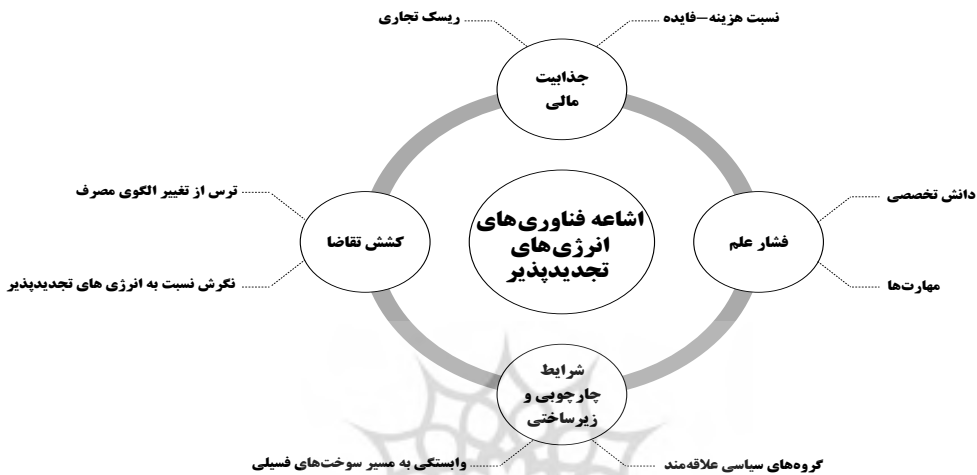 نسبت هزینه–فایده
ریسک تجاری
جذابیت
مالی
دانش تخصصی
ترس از تغییر الگوی مصرف
فشار علم
اشاعه فناوری‌های
انرژی‌های
تجدیدپذیر
کشش تقاضا
مهارت‌ها
نگرش نسبت به انرژی های تجدیدپذیر
شرایط
چارچوبی و
زیرساختی
گروه‌های سیاسی علاقه‌مند
وابستگی به مسیر سوخت‌های فسیلی